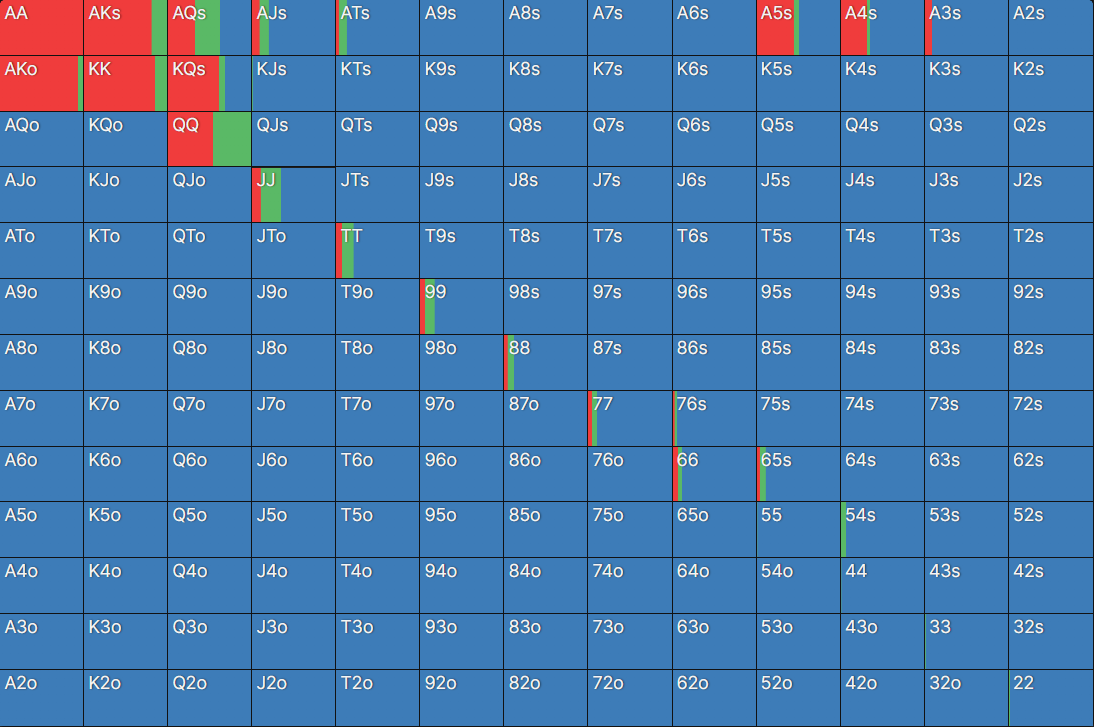 AA AKs AQs AJs ATs A9s A8s A7s A6s A5s A4s A3s A2s
AKo KK KQs KJs KTs K9s K8s K7s K6s K5s K4s K3s K2s
AQo KQo QQ QJs QTs Q9s Q8s Q7s Q6s Q5s Q4s Q3s Q2s
AJo KJo QJo JJ JTs J9s J8s J7s J6s J5s J4s J3s J2s
ATo KTo QTo JTo TT T9s T8s T7s T6s T5s T4s T3s T2s
A9o K9o Q9o J9o T9o 99 98s 97s 96s 95s 94s 93s 92s
A8o K8o Q8o J8o T8o 98o 88 87s 86s 85s 84s 83s 82s
A7o K7o Q7o J7o T7o 97o 87o 77 76s 75s 74s 73s 72s
A6o K6o Q6o J6o T6o 96o 86o 76o 66 65s 64s 63s 62s
A5o K5o Q5o J5o T5o 95o 85o 75o 65o 55 54s 53s 52s
A4o K4o Q4o J4o T4o 94o 84o 74o 64o 54o 44 43s 42s
A3o K3o Q3o J3o T3o 93o 83o 73o 63o 53o 43o 33 32s
A2o K2o Q2o J2o T2o 92o 82o 72o 62o 52o 42o 32o 22